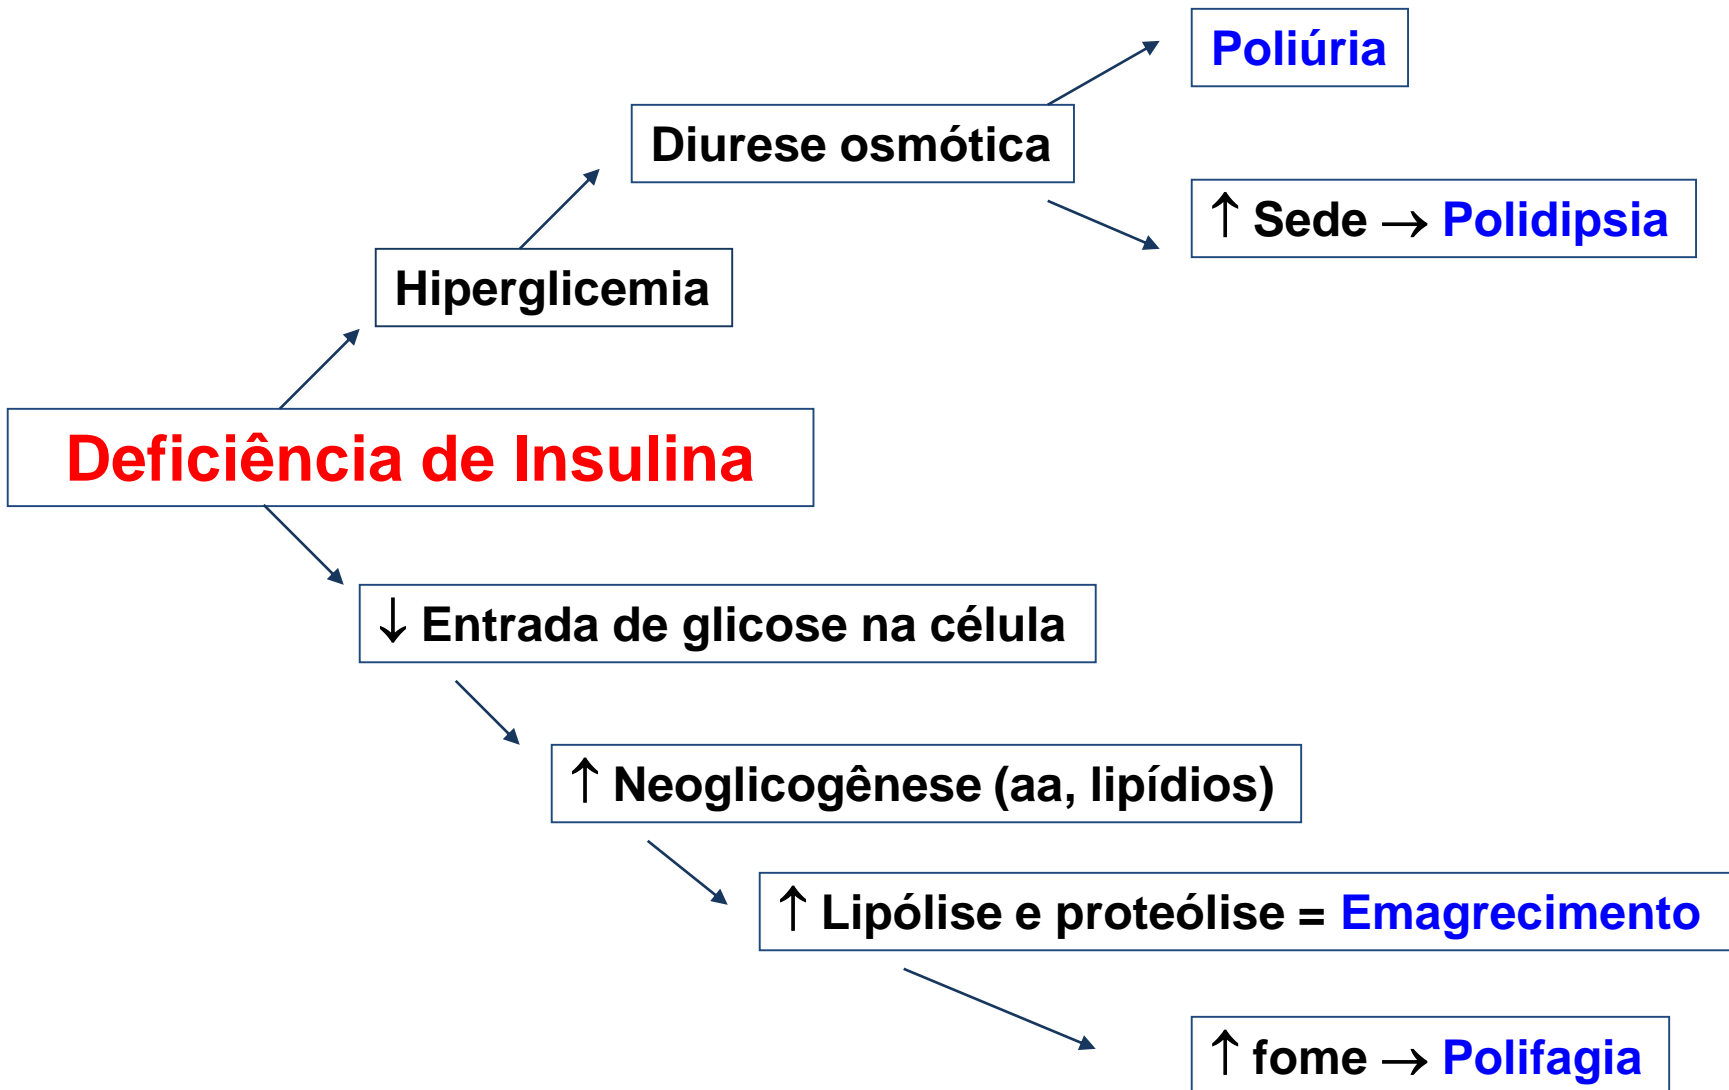 Poliúria
Diurese osmótica
↑ Sede → Polidipsia
Hiperglicemia
Deficiência de Insulina
↓ Entrada de glicose na célula
↑ Neoglicogênese (aa, lipídios)
↑ Lipólise e proteólise = Emagrecimento
↑ fome → Polifagia